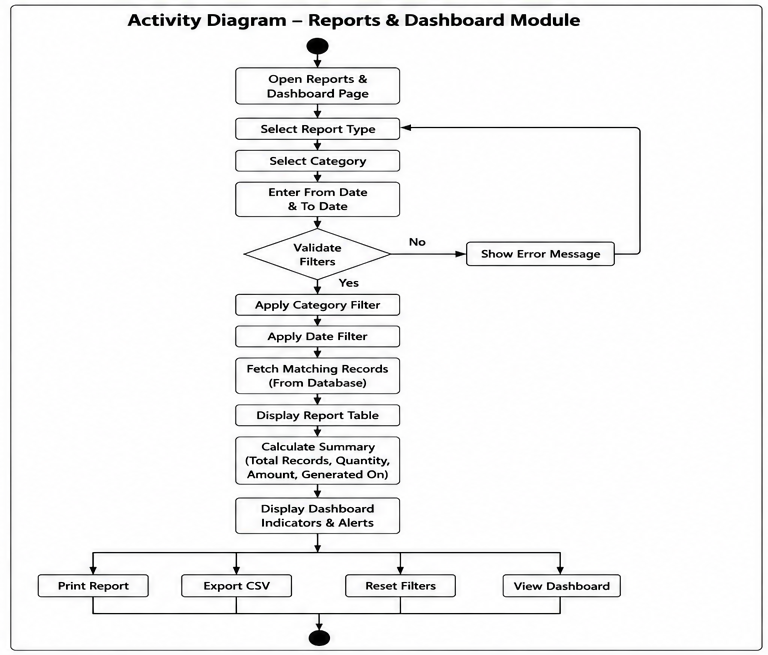 Activity Diagram – Reports & Dashboard Module
Open Reports &
Dashboard Page
Select Report Type
Select Category
Enter From Date
& To Date
Validate
Filters
No
Show Error Message
Yes
Apply Category Filter
Apply Date Filter
Fetch Matching Records
(From Database)
Display Report Table
Calculate Summary
(Total Records, Quantity,
Amount, Generated On)
Display Dashboard
Indicators & Alerts
Print Report
Export CSV
Reset Filters
View Dashboard